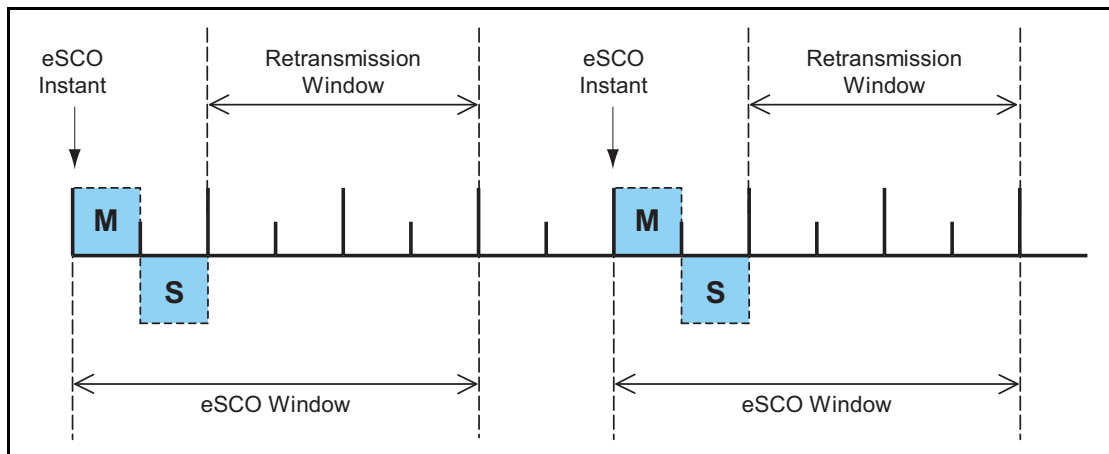 eSCO
Instant
Retransmission
Window
eSCO
Instant
Retransmission
Window
M
M
S
S
eSCO Window
eSCO Window